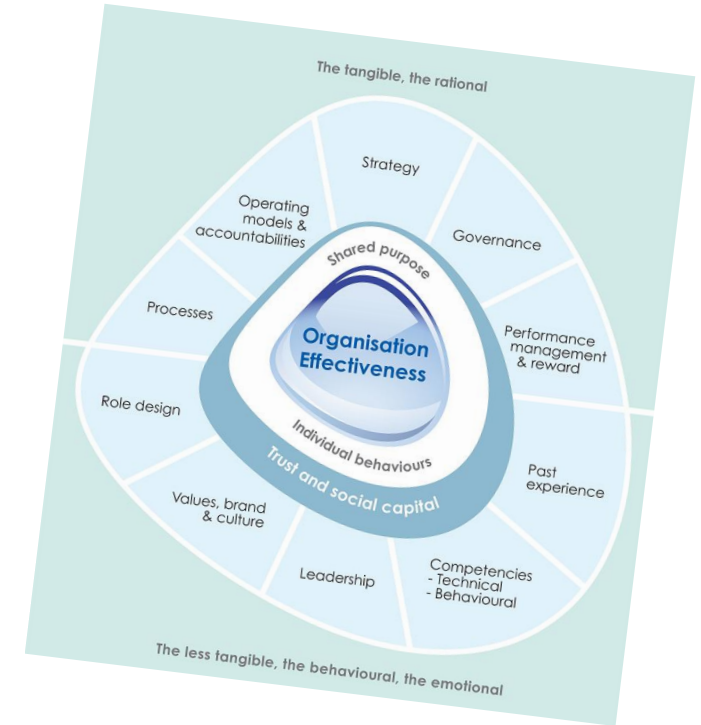 The tangible, the rational
Strategy
Operating
models &
accountabilities
Governance
Shared purpose
Processes
Performance
management
& reward
Organisation
Effectiveness
Role design
Individual behaviours
Past
experience
Trust and social capital
Values, brand
& culture
Leadership
Competencies
- Technical
- Behavioural
The less tangible, the behavioural, the emotional